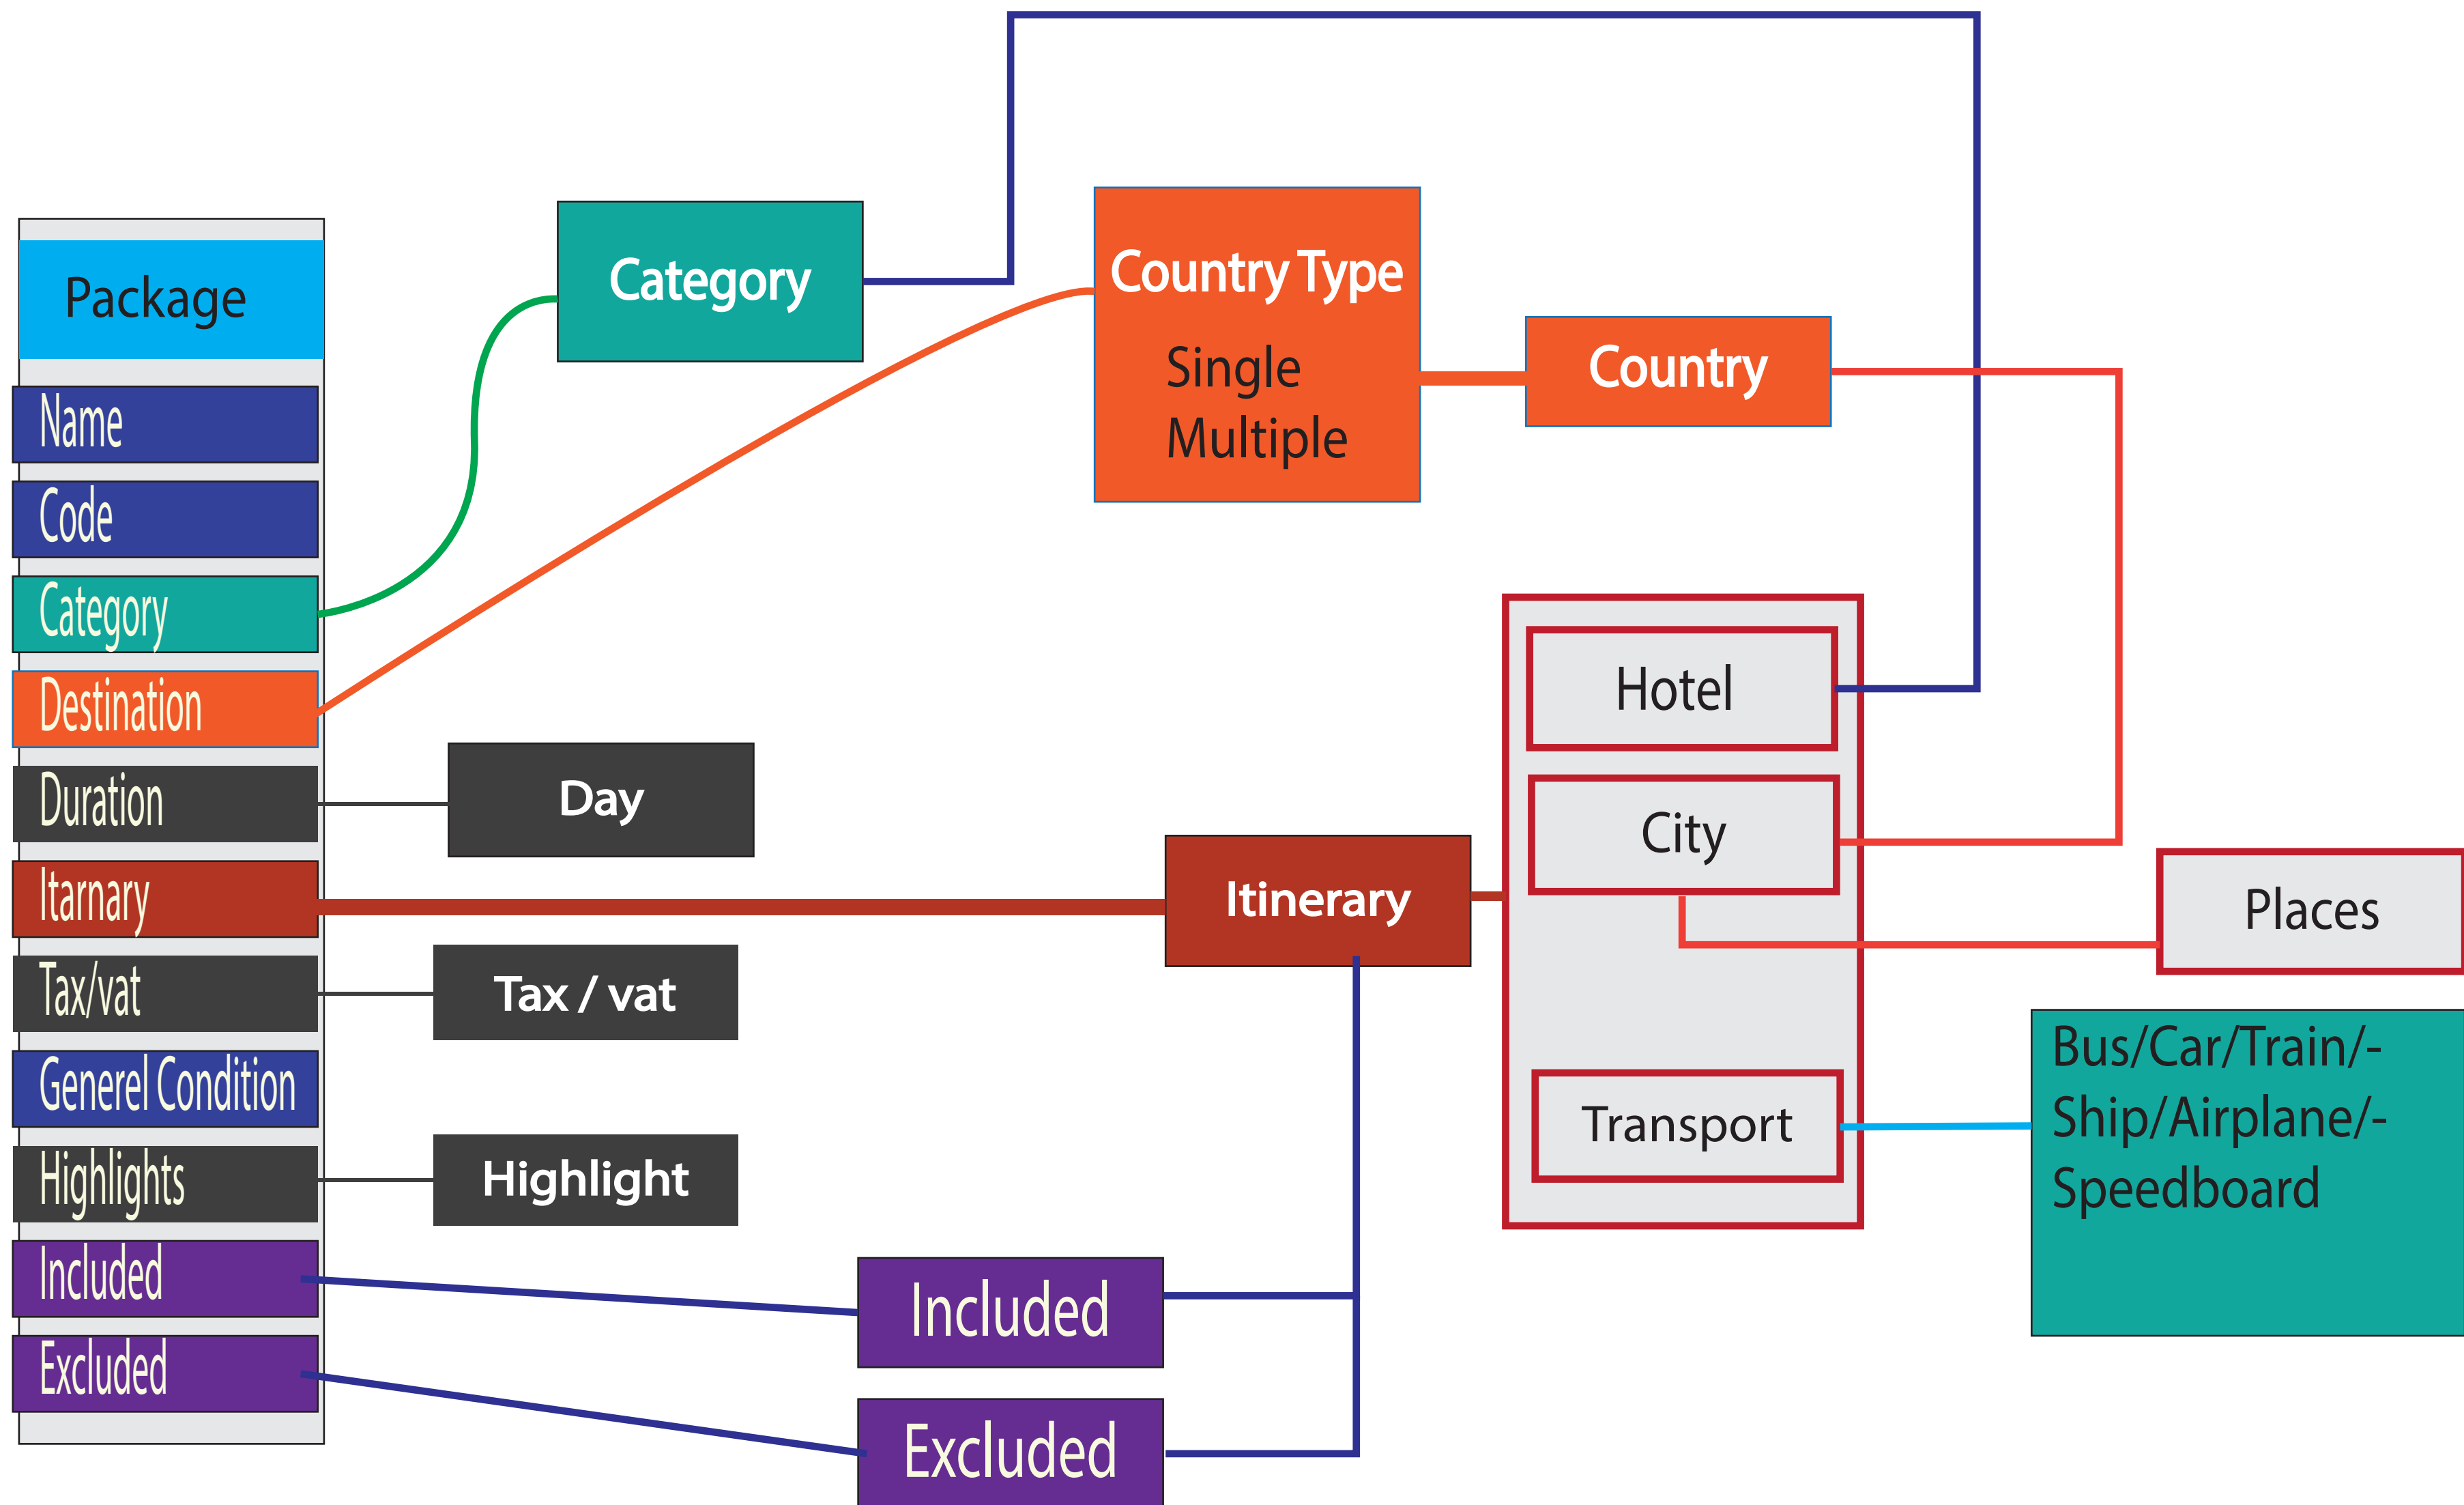 Package
Name
Code
Category
Destination
Duration
Itarnary
Tax/vat
Generel Condition
Highlights
Included
Excluded
Category
Country Type
Single
Multiple
Country
Day
Itinerary
Tax / vat
Highlight
Included
Excluded
Hotel
City
Transport
Places
Bus/Car/Train/-
Ship/Airplane/-
Speedboard